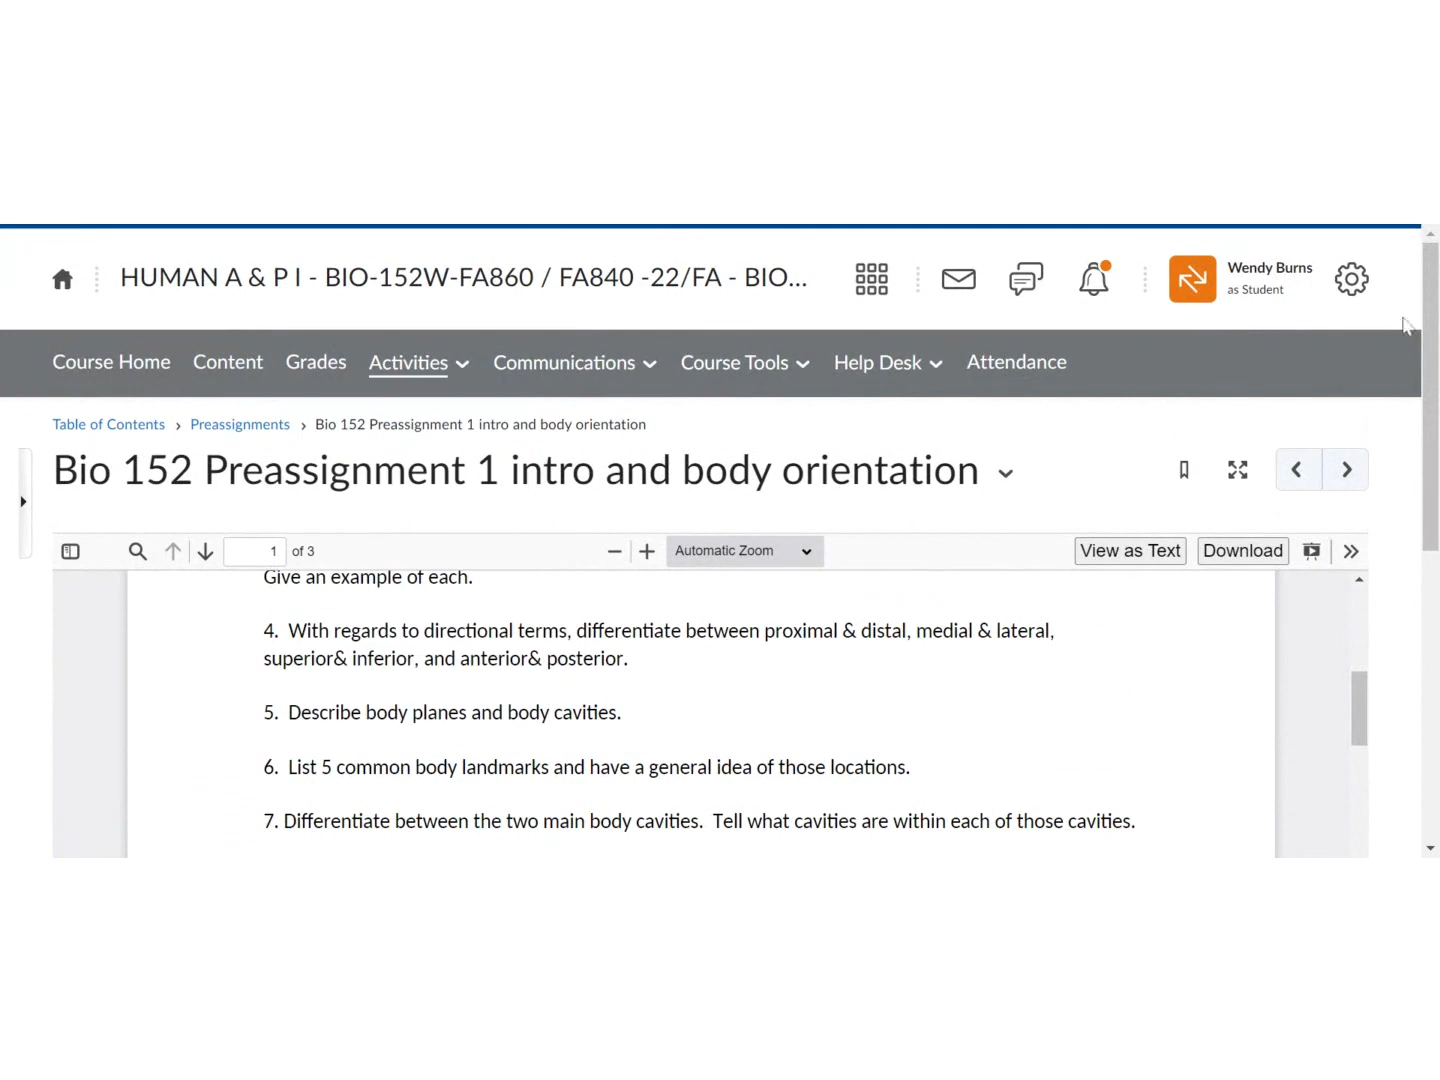 HUMAN A & P I - BIO-152W-FA860 / FA840 -22/FA - BIO...
Wendy Burns
as Student
Course Home Content Grades Activities Communications Course Tools Help Desk Attendance
Table of Contents › Preassignments › Bio 152 Preassignment 1 intro and body orientation
Bio 152 Preassignment 1 intro and body orientation
1 of 3 Automatic Zoom View as Text Download
Give an example of each.
4. With regards to directional terms, differentiate between proximal & distal, medial & lateral,
superior& inferior, and anterior& posterior.
5. Describe body planes and body cavities.
6. List 5 common body landmarks and have a general idea of those locations.
7. Differentiate between the two main body cavities. Tell what cavities are within each of those cavities.